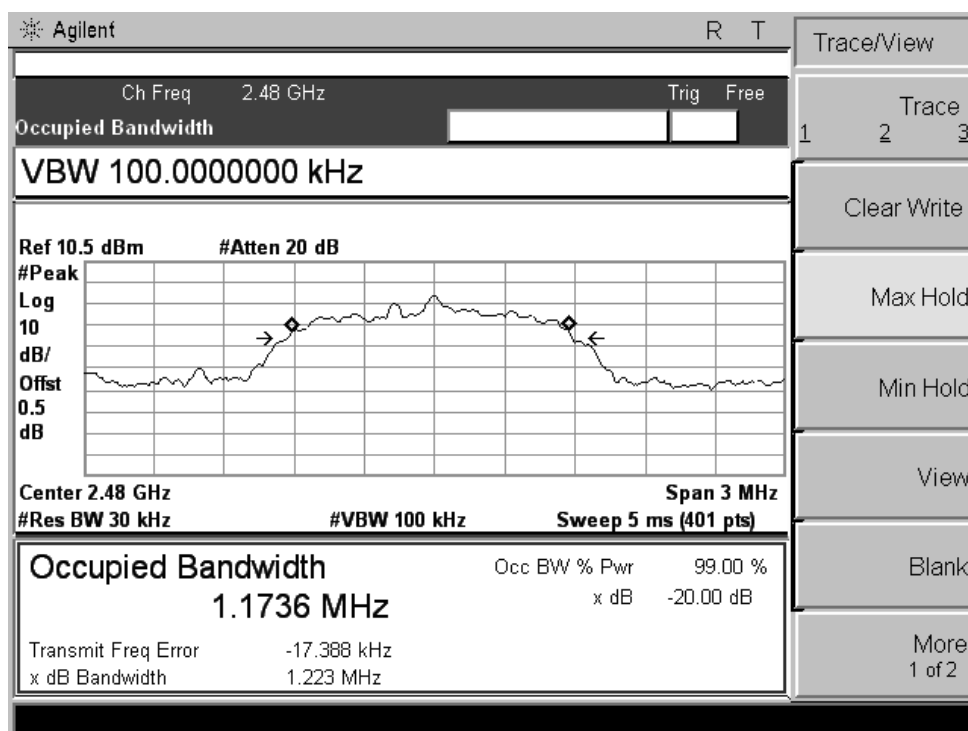 Agilent R T
Ch Freq 2.48 GHz Trig Free
Occupied Bandwidth
VBW 100.0000000 kHz
Ref 10.5 dBm #Atten 20 dB
#Peak
Log
10
dB/
Offst
0.5
dB
Center 2.48 GHz Span 3 MHz
#Res BW 30 kHz #VBW 100 kHz Sweep 5 ms (401 pts)
Occupied Bandwidth Occ BW % Pwr 99.00 %
1.1736 MHz x dB -20.00 dB
Transmit Freq Error -17.388 kHz
x dB Bandwidth 1.223 MHz
Trace/View
Trace
1 2 3
Clear Write
Max Hold
Min Hold
View
Blank
More
1 of 2